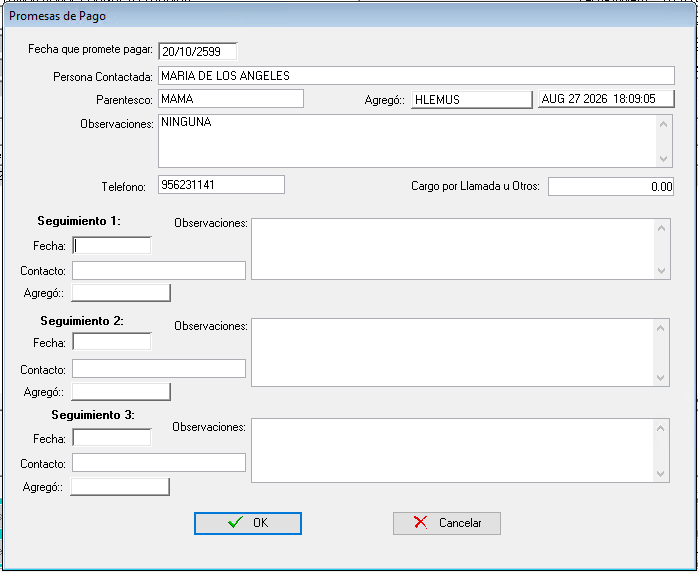 Promesas de Pago
Fecha que promete pagar: 20/10/2599
Persona Contactada: MARIA DE LOS ANGELES
Parentesco: MAMA Agregó:: HLEMUS AUG 27 2026 18:09:05
Observaciones: NINGUNA
Telefono: 956231141 Cargo por Llamada u Otros: 0.00
Seguimiento 1: Observaciones:
Fecha:
Contacto:
Agregó::
Seguimiento 2: Observaciones:
Fecha:
Contacto:
Agregó::
Seguimiento 3: Observaciones:
Fecha:
Contacto:
Agregó::
OK Cancelar